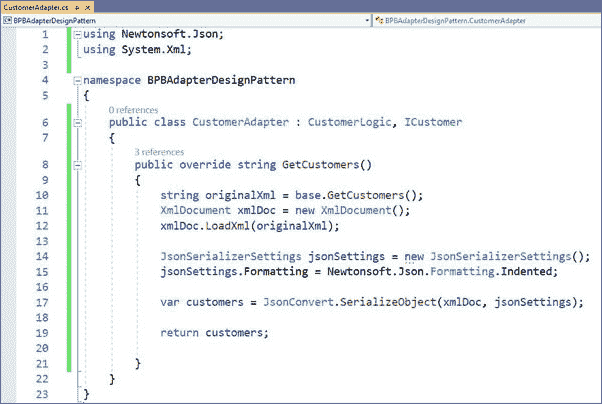 CustomerAdapter.cs
BPBAdapterDesignPattern BPBAdapterDesignPattern.CustomerAdapter
1 using Newtonsoft.Json;
2 using System.Xml;
3
4 namespace BPBAdapterDesignPattern
5 {
0 references
6 public class CustomerAdapter : CustomerLogic, ICustomer
7 {
3 references
8 public override string GetCustomers()
9 {
10 string originalXml = base.GetCustomers();
11 XmlDocument xmlDoc = new XmlDocument();
12 xmlDoc.LoadXml(originalXml);
13
14 JsonSerializerSettings jsonSettings = new JsonSerializerSettings();
15 jsonSettings.Formatting = Newtonsoft.Json.Formatting.Indented;
16
17 var customers = JsonConvert.SerializeObject(xmlDoc, jsonSettings);
18
19 return customers;
20
21 }
22 }
23 }